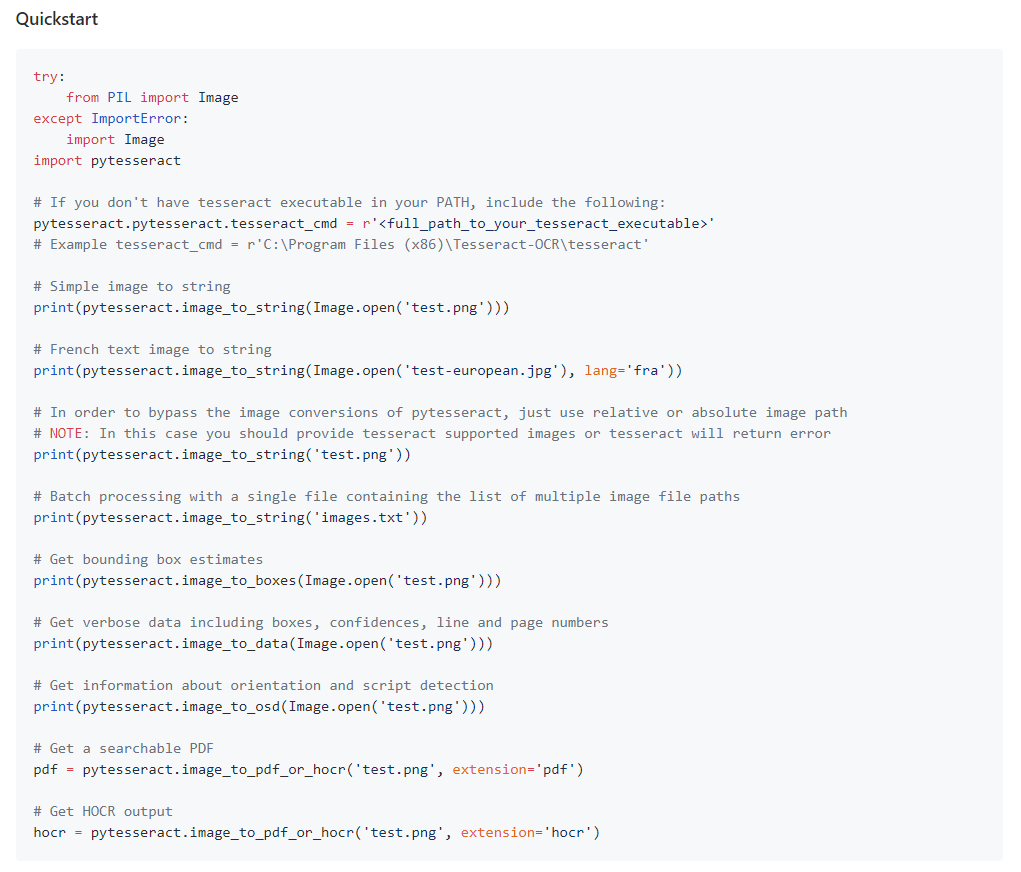 Quickstart
try:
    from PIL import Image
except ImportError:
    import Image
import pytesseract

# If you don't have tesseract executable in your PATH, include the following:
pytesseract.pytesseract.tesseract_cmd = r'<full_path_to_your_tesseract_executable>'
# Example tesseract_cmd = r'C:\Program Files (x86)\Tesseract-OCR\tesseract'

# Simple image to string
print(pytesseract.image_to_string(Image.open('test.png')))

# French text image to string
print(pytesseract.image_to_string(Image.open('test-european.jpg'), lang='fra'))

# In order to bypass the image conversions of pytesseract, just use relative or absolute image path
# NOTE: In this case you should provide tesseract supported images or tesseract will return error
print(pytesseract.image_to_string('test.png'))

# Batch processing with a single file containing the list of multiple image file paths
print(pytesseract.image_to_string('images.txt'))

# Get bounding box estimates
print(pytesseract.image_to_boxes(Image.open('test.png')))

# Get verbose data including boxes, confidences, line and page numbers
print(pytesseract.image_to_data(Image.open('test.png')))

# Get information about orientation and script detection
print(pytesseract.image_to_osd(Image.open('test.png')))

# Get a searchable PDF
pdf = pytesseract.image_to_pdf_or_hocr('test.png', extension='pdf')

# Get HOCR output
hocr = pytesseract.image_to_pdf_or_hocr('test.png', extension='hocr')